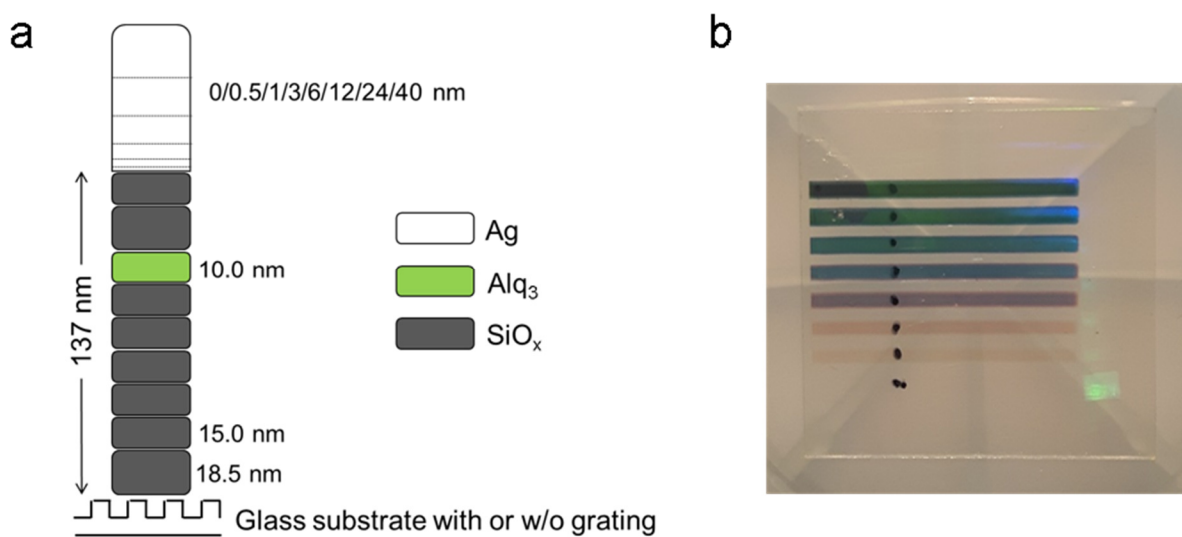 a
b
0/0.5/1/3/6/12/24/40 nm
Ag
Alq3
SiOx
10.0 nm
137 nm
15.0 nm
18.5 nm
Glass substrate with or w/o grating